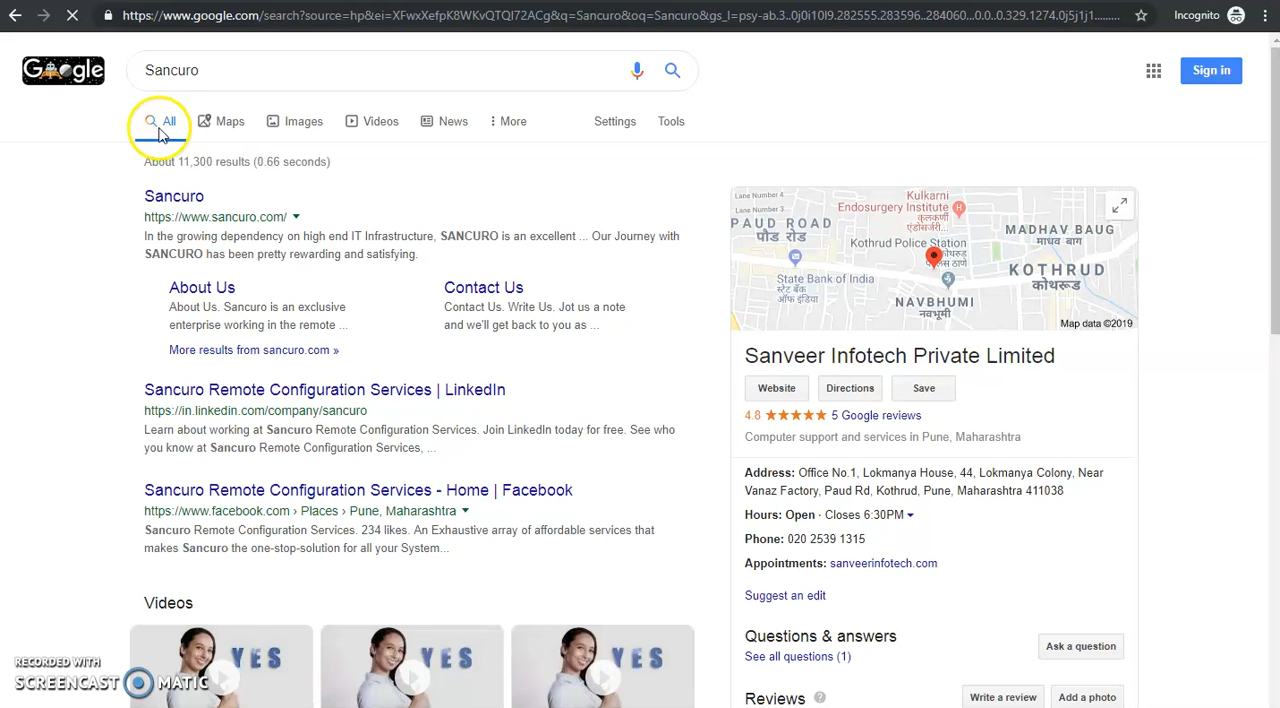 https://www.google.com/search?source=hp&ei=XFwxXefpK8WKvQTQl72ACg&q=Sancuro&oq=Sancuro&gs_l=psy-ab.3..0j0i10l9.282555.283596..284060...0.0..0.329.1274.0j5j1j1.........
Incognito
Google
Sancuro
Sign in
All Maps Images Videos News More Settings Tools
About 11,300 results (0.66 seconds)
Sancuro
https://www.sancuro.com/
In the growing dependency on high end IT Infrastructure, SANCURO is an excellent ... Our Journey with
SANCURO has been pretty rewarding and satisfying.
About Us
About Us. Sancuro is an exclusive
enterprise working in the remote ...
Contact Us
Contact Us. Write Us. Jot us a note
and we'll get back to you as ...
More results from sancuro.com »
Sancuro Remote Configuration Services | LinkedIn
https://in.linkedin.com/company/sancuro
Learn about working at Sancuro Remote Configuration Services. Join LinkedIn today for free. See who
you know at Sancuro Remote Configuration Services, ...
Sancuro Remote Configuration Services - Home | Facebook
https://www.facebook.com › Places › Pune, Maharashtra
Sancuro Remote Configuration Services. 234 likes. An Exhaustive array of affordable services that
makes Sancuro the one-stop-solution for all your System...
Videos
YES
YES
YES
RECORDED WITH
SCREENCAST MATIC
Lane Number 4
Lane Number 3
PAUD ROAD
पौड रोड
Kulkarni
Endosurgery Institute
कुलकर्णी
एंडोसर्जरी...
Kothrud Police Station
MADHAV BAUG
माधव बाग
State Bank of India
स्टेट बँक
ऑफ इंडिया
KOTHRUD
कोथरूड
NAVBHUMI
नवभूमी
Map data ©2019
Sanveer Infotech Private Limited
Website Directions Save
4.8 5 Google reviews
Computer support and services in Pune, Maharashtra
Address: Office No.1, Lokmanya House, 44, Lokmanya Colony, Near
Vanaz Factory, Paud Rd, Kothrud, Pune, Maharashtra 411038
Hours: Open · Closes 6:30PM
Phone: 020 2539 1315
Appointments: sanveerinfotech.com
Suggest an edit
Questions & answers
See all questions (1)
Ask a question
Reviews
Write a review Add a photo